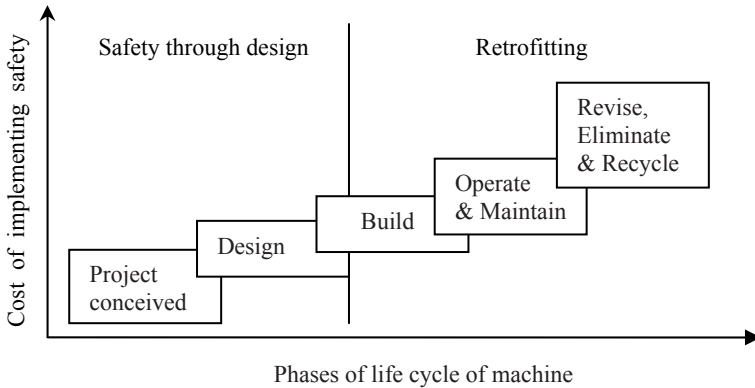 Safety through design
Retrofitting
Cost of implementing safety
Revise,
Eliminate
& Recycle
Operate
& Maintain
Build
Design
Project
conceived
Phases of life cycle of machine